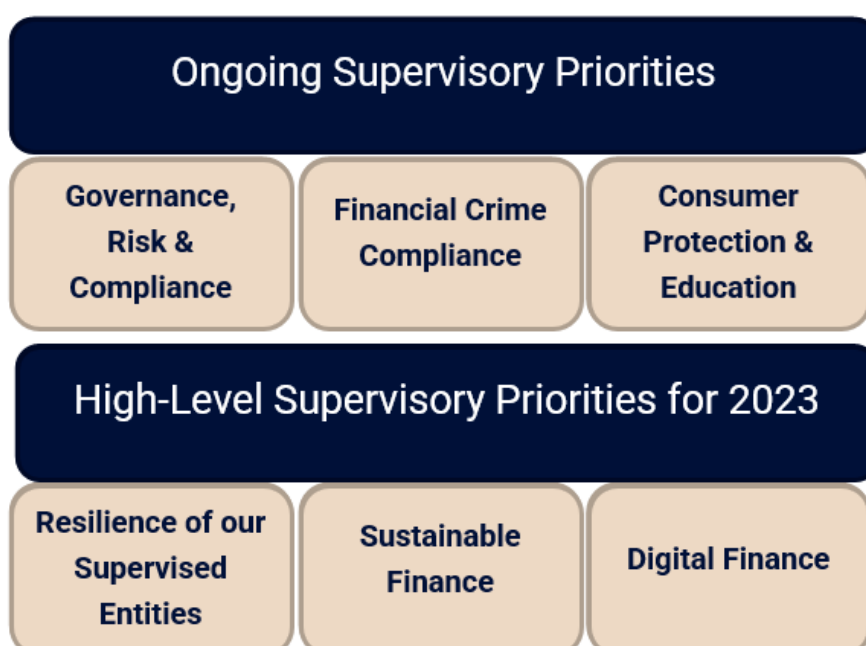 Ongoing Supervisory Priorities
Governance,
Risk &
Compliance
Financial Crime
Compliance
Consumer
Protection &
Education
High-Level Supervisory Priorities for 2023
Resilience of our
Supervised
Entities
Sustainable
Finance
Digital Finance